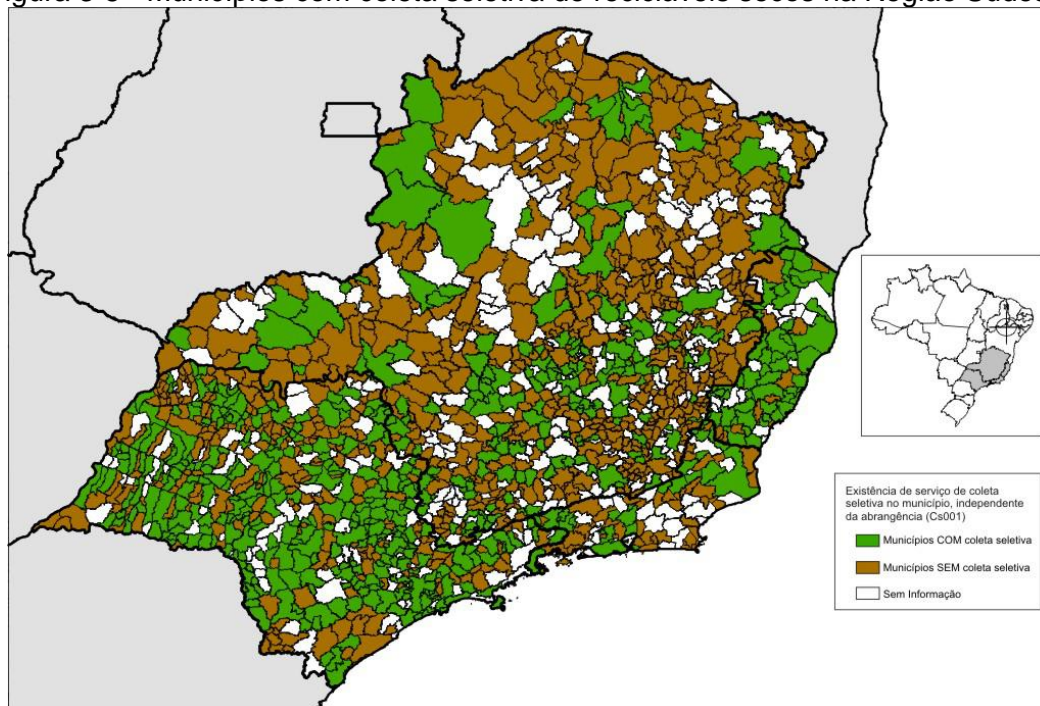 Municípios com coleta seletiva de recicláveis secos na Região
Existência de serviço de coleta
seletiva no município, independente
da abrangência (Cs001)
Municípios COM coleta seletiva
Municípios SEM coleta seletiva
Sem Informação